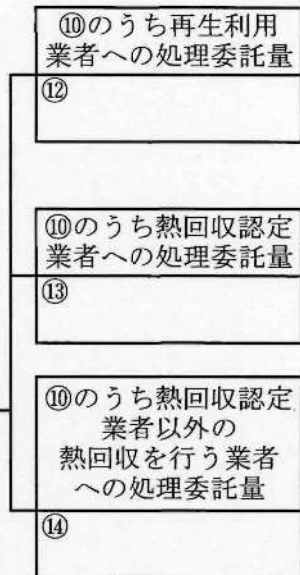 ⑩のうち再生利用
業者への処理委託量
⑫
⑩のうち熱回収認定
業者への処理委託量
⑬
⑩のうち熱回収認定
業者以外の
熱回収を行う業者
への処理委託量
⑭